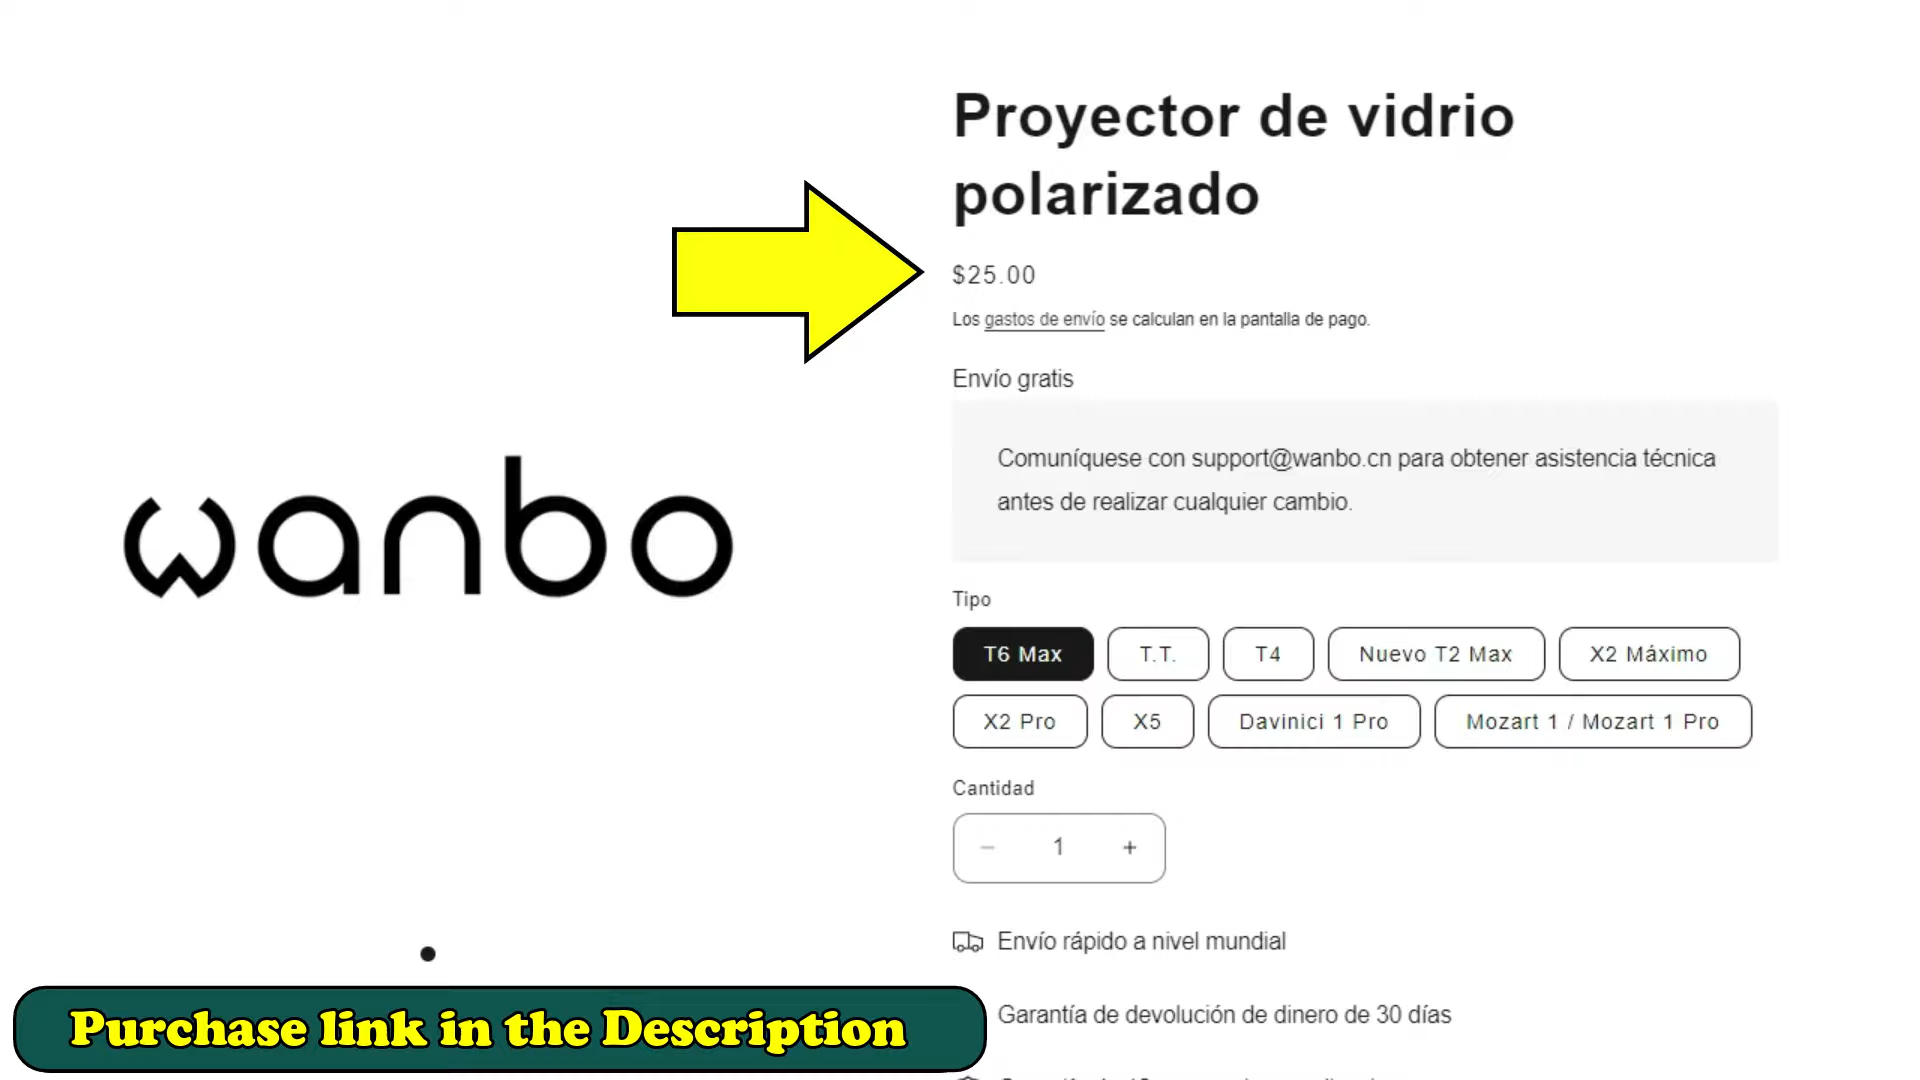 Proyector de vidrio
polarizado
$25.00
Los gastos de envío se calculan en la pantalla de pago.
Envío gratis
Comuníquese con support@wanbo.cn para obtener asistencia técnica
antes de realizar cualquier cambio.
wanbo
Tipo
T6 Max T.T. T4 Nuevo T2 Max X2 Máximo
X2 Pro X5 Davinici 1 Pro Mozart 1 / Mozart 1 Pro
Cantidad
− 1 +
Envío rápido a nivel mundial
Garantía de devolución de dinero de 30 días
Purchase link in the Description